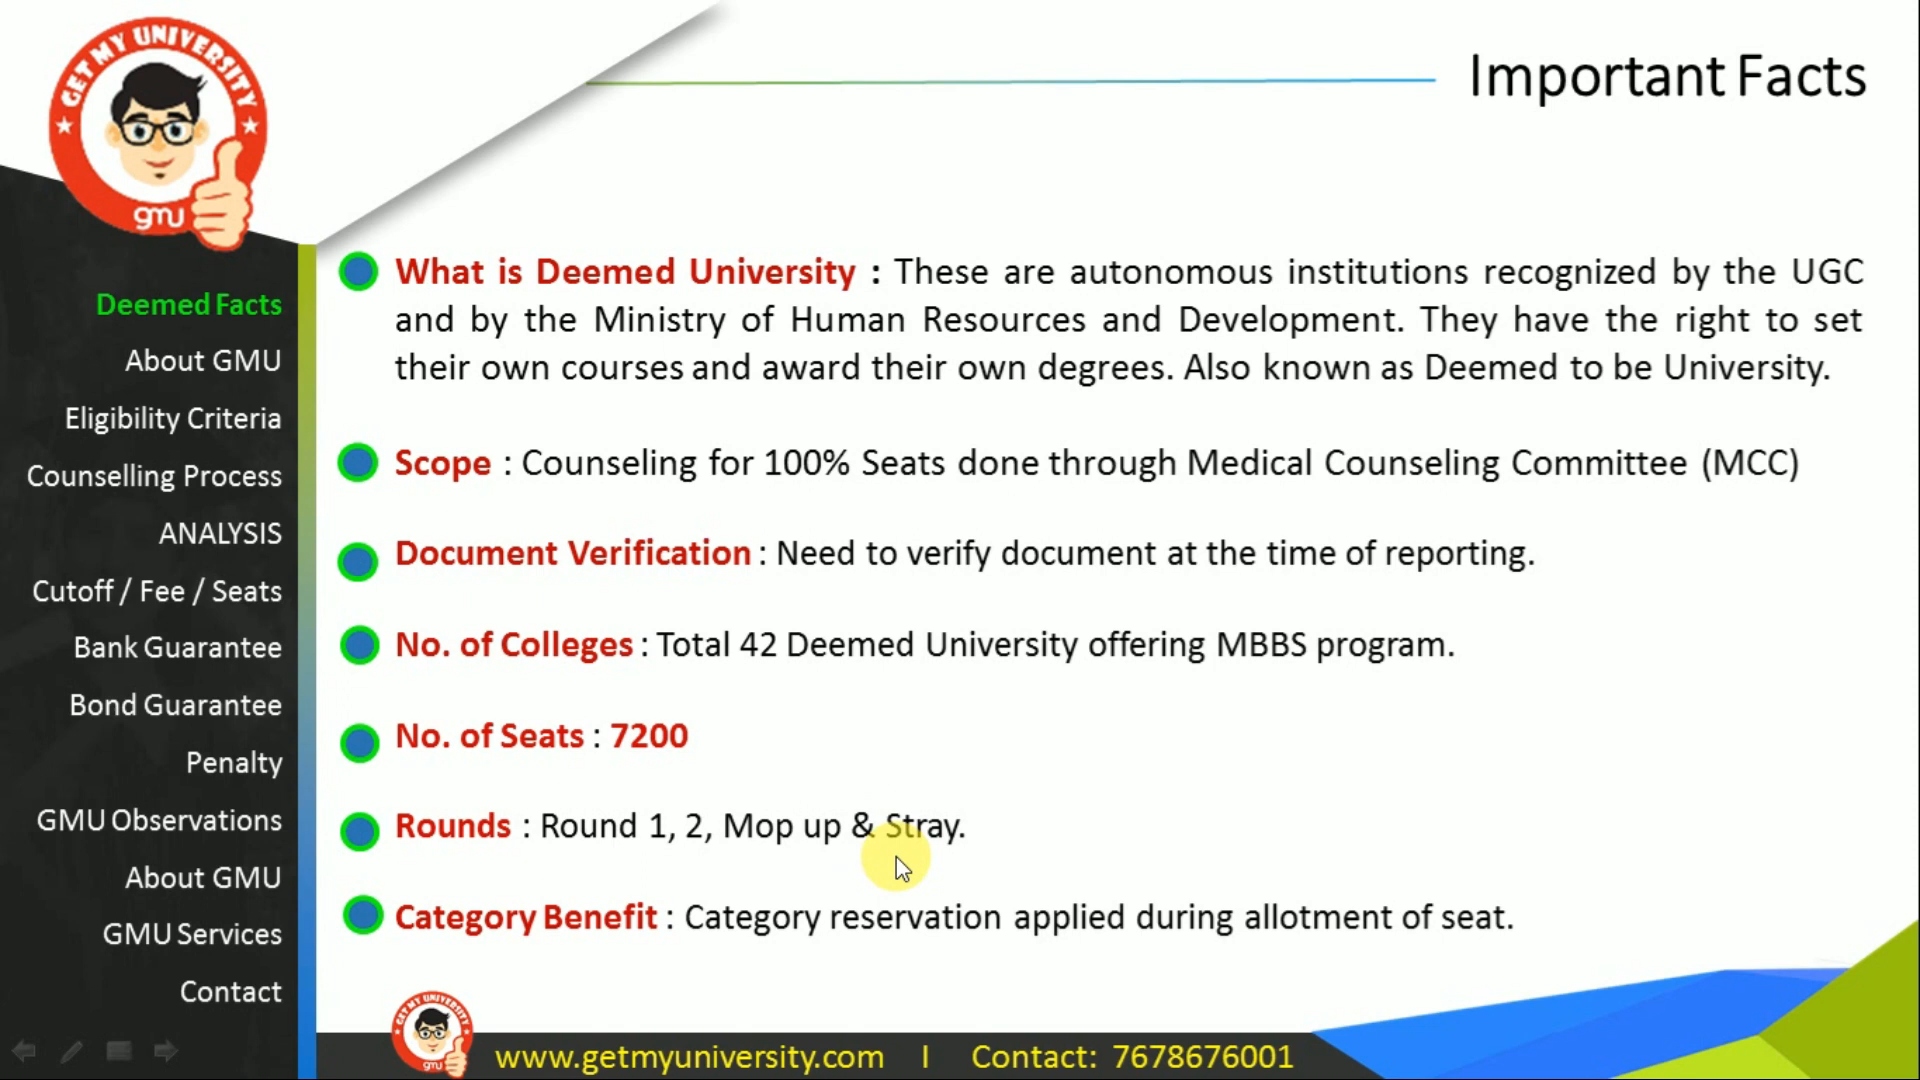 GET MY UNIVERSITY
gmu
Important Facts
Deemed Facts
About GMU
Eligibility Criteria
Counselling Process
ANALYSIS
Cutoff / Fee / Seats
Bank Guarantee
Bond Guarantee
Penalty
GMU Observations
About GMU
GMU Services
Contact
What is Deemed University : These are autonomous institutions recognized by the UGC
and by the Ministry of Human Resources and Development. They have the right to set
their own courses and award their own degrees. Also known as Deemed to be University.
Scope : Counseling for 100% Seats done through Medical Counseling Committee (MCC)
Document Verification : Need to verify document at the time of reporting.
No. of Colleges : Total 42 Deemed University offering MBBS program.
No. of Seats : 7200
Rounds : Round 1, 2, Mop up & Stray.
Category Benefit : Category reservation applied during allotment of seat.
GET MY UNIVERSITY
gmu
www.getmyuniversity.com I Contact: 7678676001